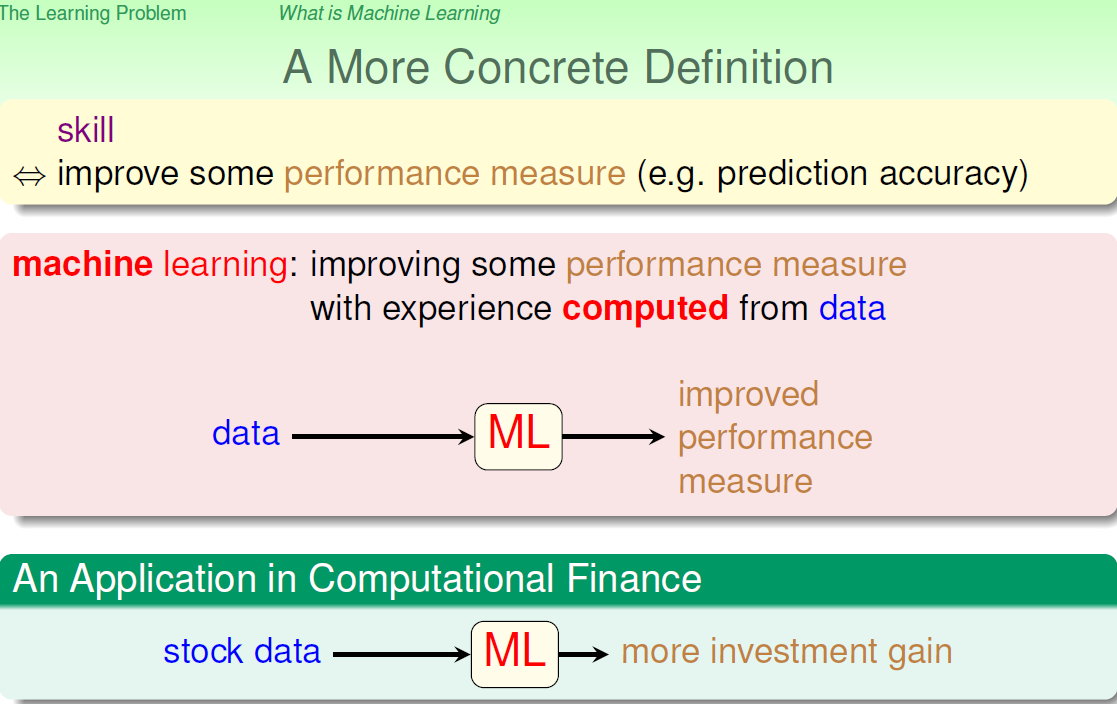 The Learning Problem What is Machine Learning
A More Concrete Definition
skill
⇔ improve some performance measure (e.g. prediction accuracy)
machine learning: improving some performance measure
with experience computed from data
data
ML
improved
performance
measure
An Application in Computational Finance
stock data
ML
more investment gain